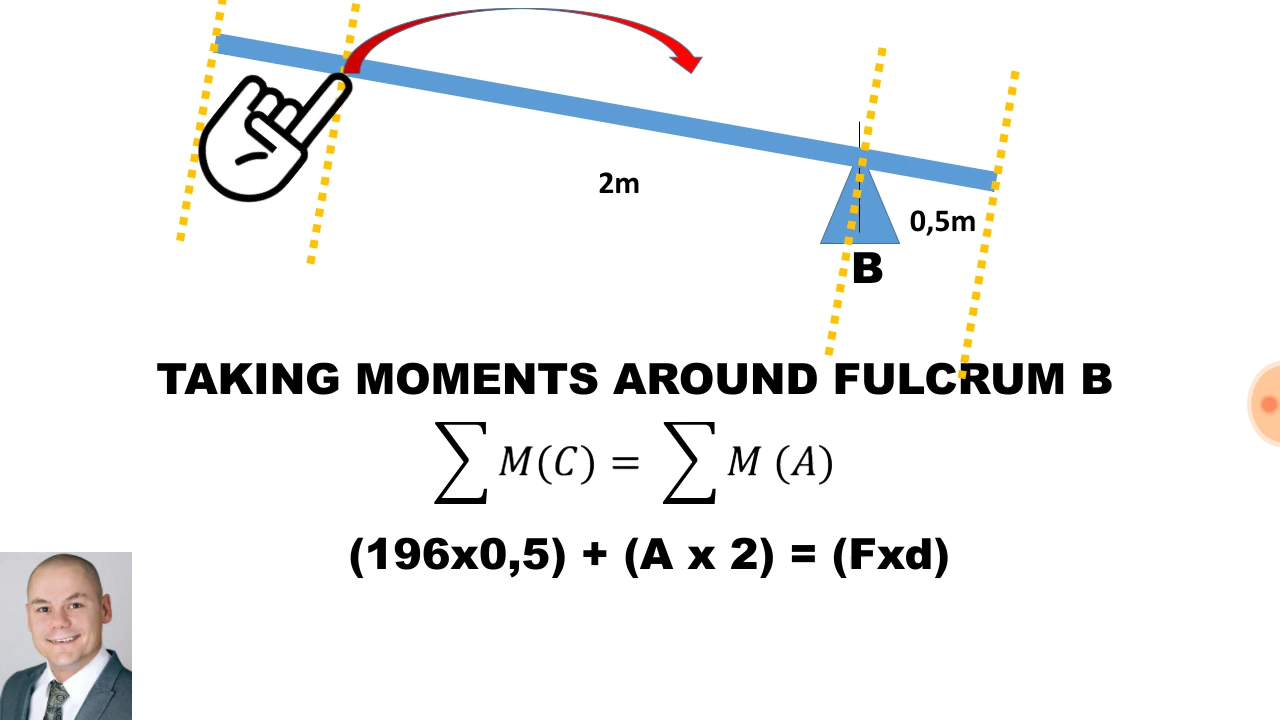 2m
0,5m
B
TAKING MOMENTS AROUND FULCRUM B
∑ M(C) = ∑ M (A)
(196x0,5) + (A x 2) = (Fxd)